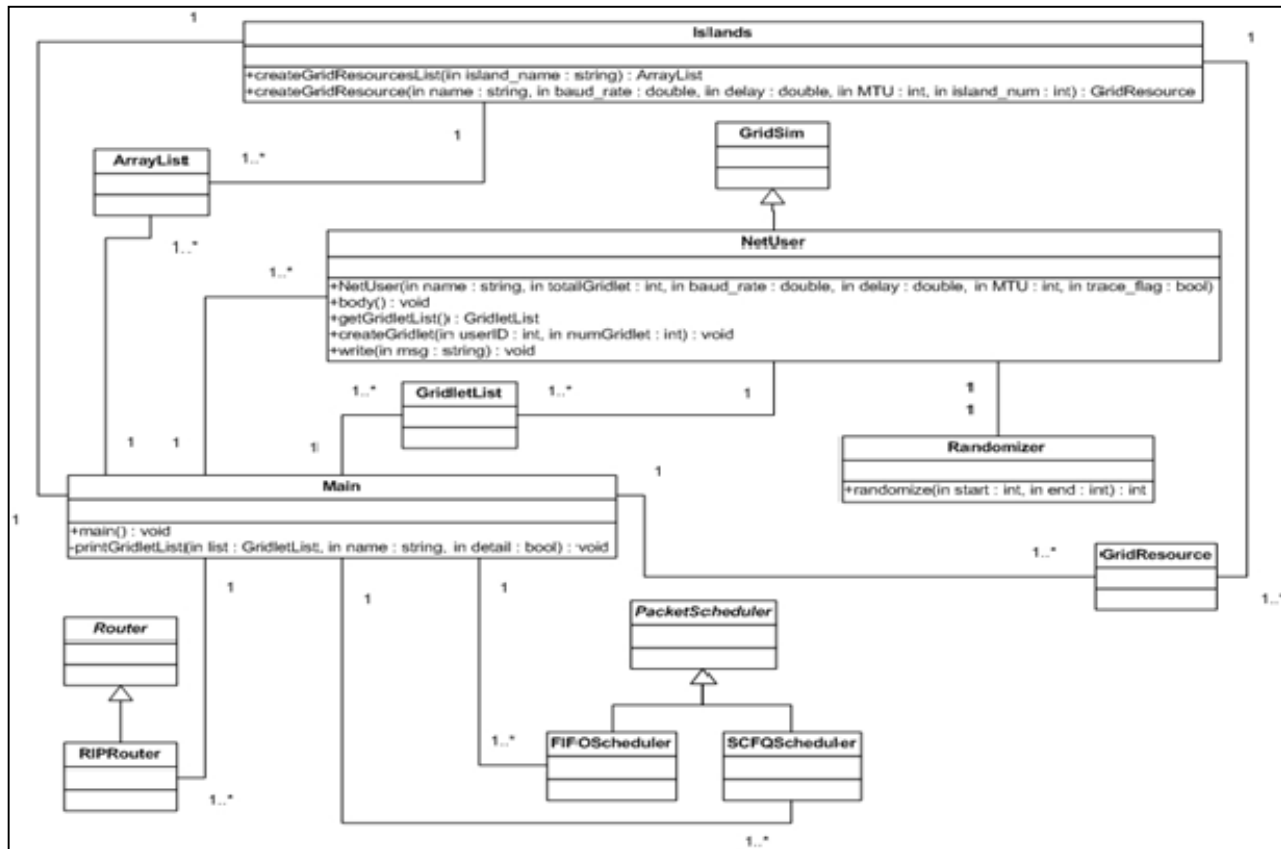 1
Islands
1
+createGridResourcesList(in island_name : string) : ArrayList
+createGridResource(in name : string, in baud_rate : double, in delay : double, in MTU : int, in island_num : int) : GridResource
1
GridSim
ArrayList
1..*
1..*
NetUser
1..*
+NetUser(in name : string, in totalGridlet : int, in baud_rate : double, in delay : double, in MTU : int, in trace_flag : bool)
+body() : void
+getGridletList() : GridletList
+createGridlet(in userID : int, in numGridlet : int) : void
+write(in msg : string) : void
1..*
GridletList
1..*
1
1
1
1
1
1
Randomizer
+randomize(in start : int, in end : int) : int
1
Main
1
+main() : void
-printGridletList(in list : GridletList, in name : string, in detail : bool) : void
1..*
GridResource
1..*
1
1
1
Router
PacketScheduler
RIPRouter
1..*
1..*
FIFOScheduler
SCFQScheduler
1..*